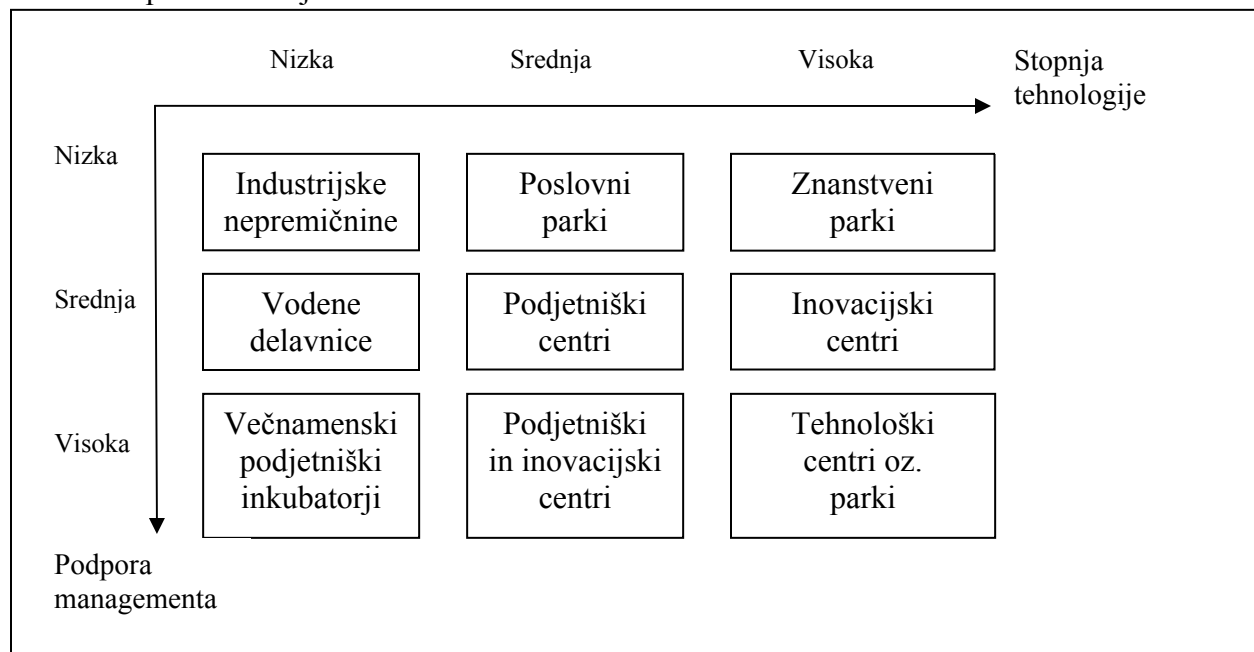 Nizka Srednja Visoka Stopnja
tehnologije
Nizka
Industrijske
nepremičnine
Poslovni
parki
Znanstveni
parki
Srednja
Vodene
delavnice
Podjetniški
centri
Inovacijski
centri
Visoka
Večnamenski
podjetniški
inkubatorji
Podjetniški
in inovacijski
centri
Tehnološki
centri oz.
parki
Podpora
managementa